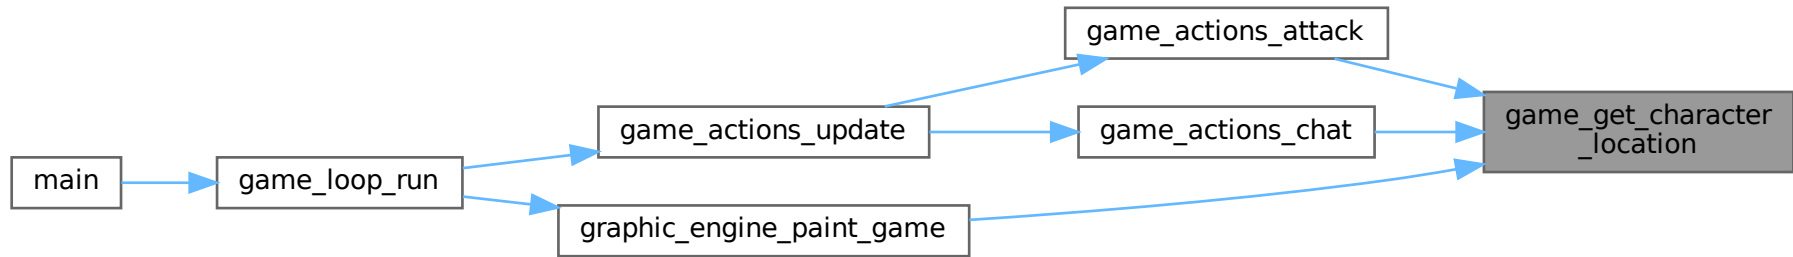 main
game_loop_run
game_actions_update
graphic_engine_paint_game
game_actions_attack
game_actions_chat
game_get_character
_location